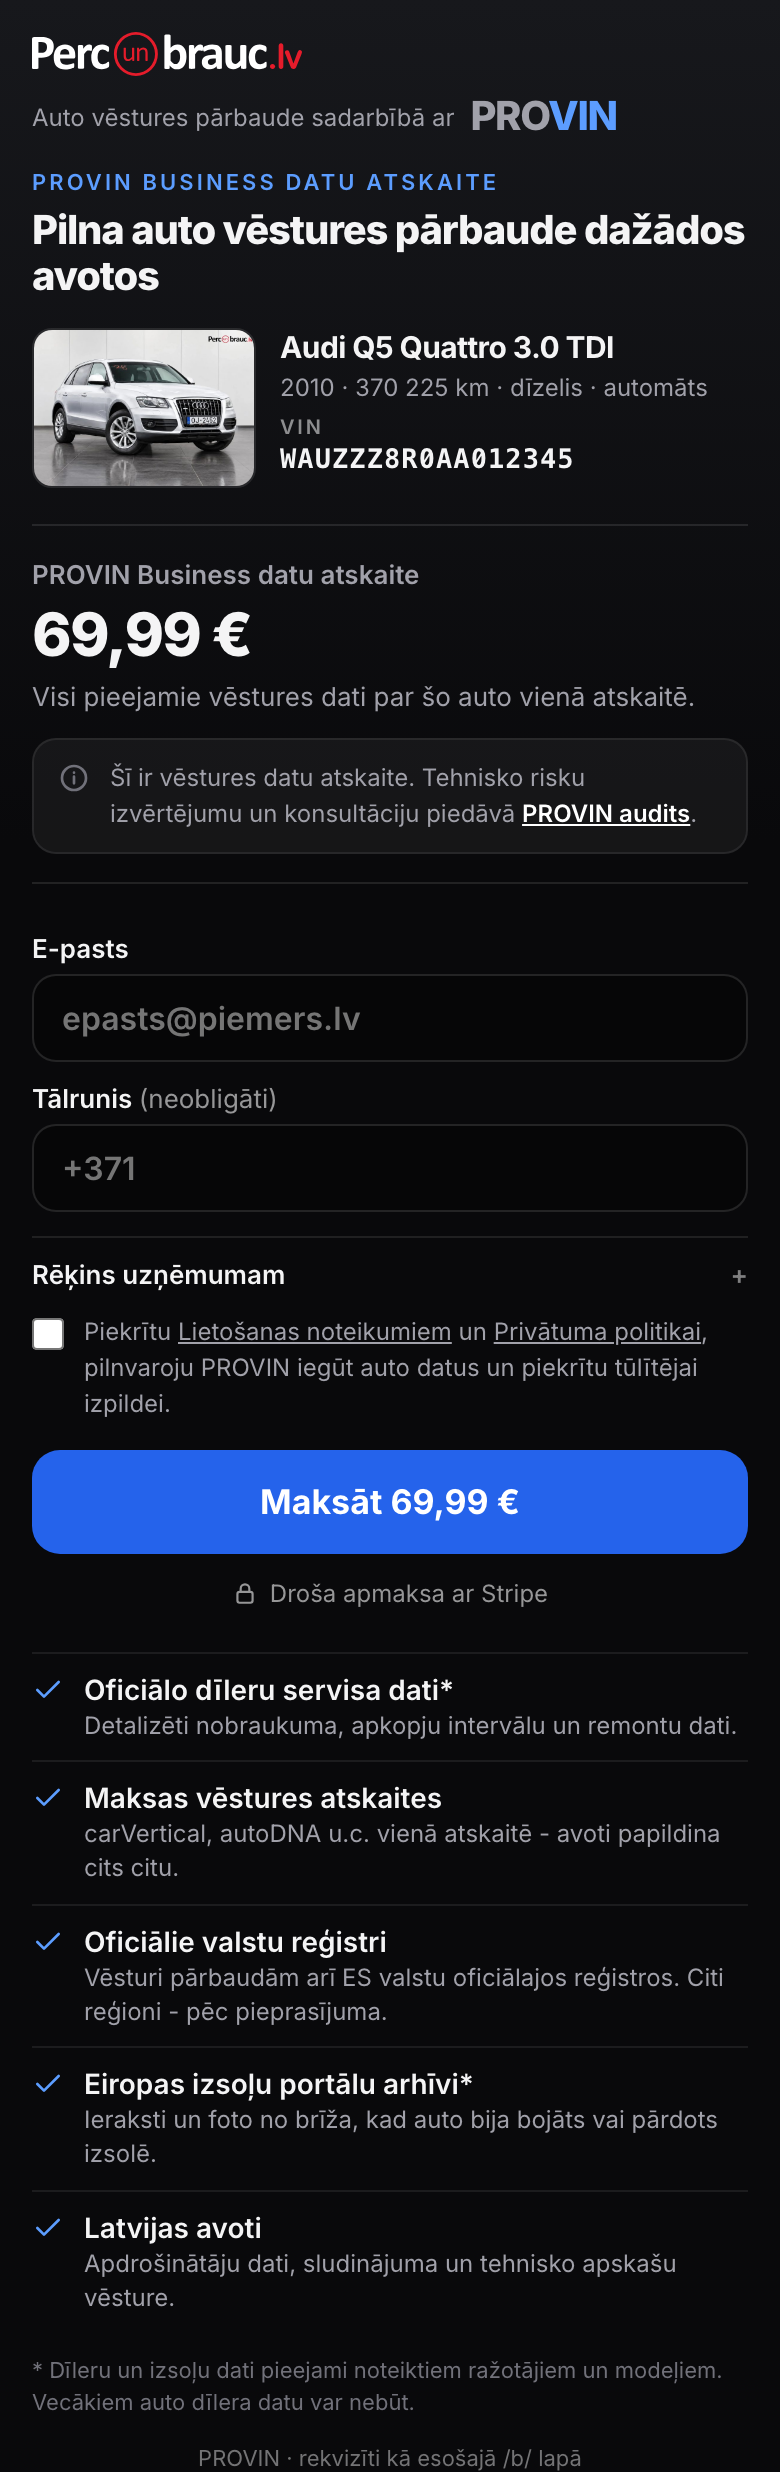 Perc un brauc.lv
Auto vēstures pārbaude sadarbībā ar PROVIN
PROVIN BUSINESS DATU ATSKAITE
Pilna auto vēstures pārbaude dažādos
avotos
Perc un brauc.
Audi Q5 Quattro 3.0 TDI
2010 · 370 225 km · dīzelis · automāts
VIN
WAUZZZ8R0AA012345
PROVIN Business datu atskaite
69,99 €
Visi pieejamie vēstures dati par šo auto vienā atskaitē.
Šī ir vēstures datu atskaite. Tehnisko risku
izvērtējumu un konsultāciju piedāvā PROVIN audits.
E-pasts
epasts@piemers.lv
Tālrunis (neobligāti)
+371
Rēķins uzņēmumam +
Piekrītu Lietošanas noteikumiem un Privātuma politikai,
pilnvaroju PROVIN iegūt auto datus un piekrītu tūlītējai
izpildei.
Maksāt 69,99 €
Droša apmaksa ar Stripe
Oficiālo dīleru servisa dati*
Detalizēti nobraukuma, apkopju intervālu un remontu dati.
Maksas vēstures atskaites
carVertical, autoDNA u.c. vienā atskaitē - avoti papildina
cits citu.
Oficiālie valstu reģistri
Vēsturi pārbaudām arī ES valstu oficiālajos reģistros. Citi
reģioni - pēc pieprasījuma.
Eiropas izsoļu portālu arhīvi*
Ieraksti un foto no brīža, kad auto bija bojāts vai pārdots
izsolē.
Latvijas avoti
Apdrošinātāju dati, sludinājuma un tehnisko apskašu
vēsture.
* Dīleru un izsoļu dati pieejami noteiktiem ražotājiem un modeļiem.
Vecākiem auto dīlera datu var nebūt.
PROVIN · rekvizīti kā esošajā /b/ lapā